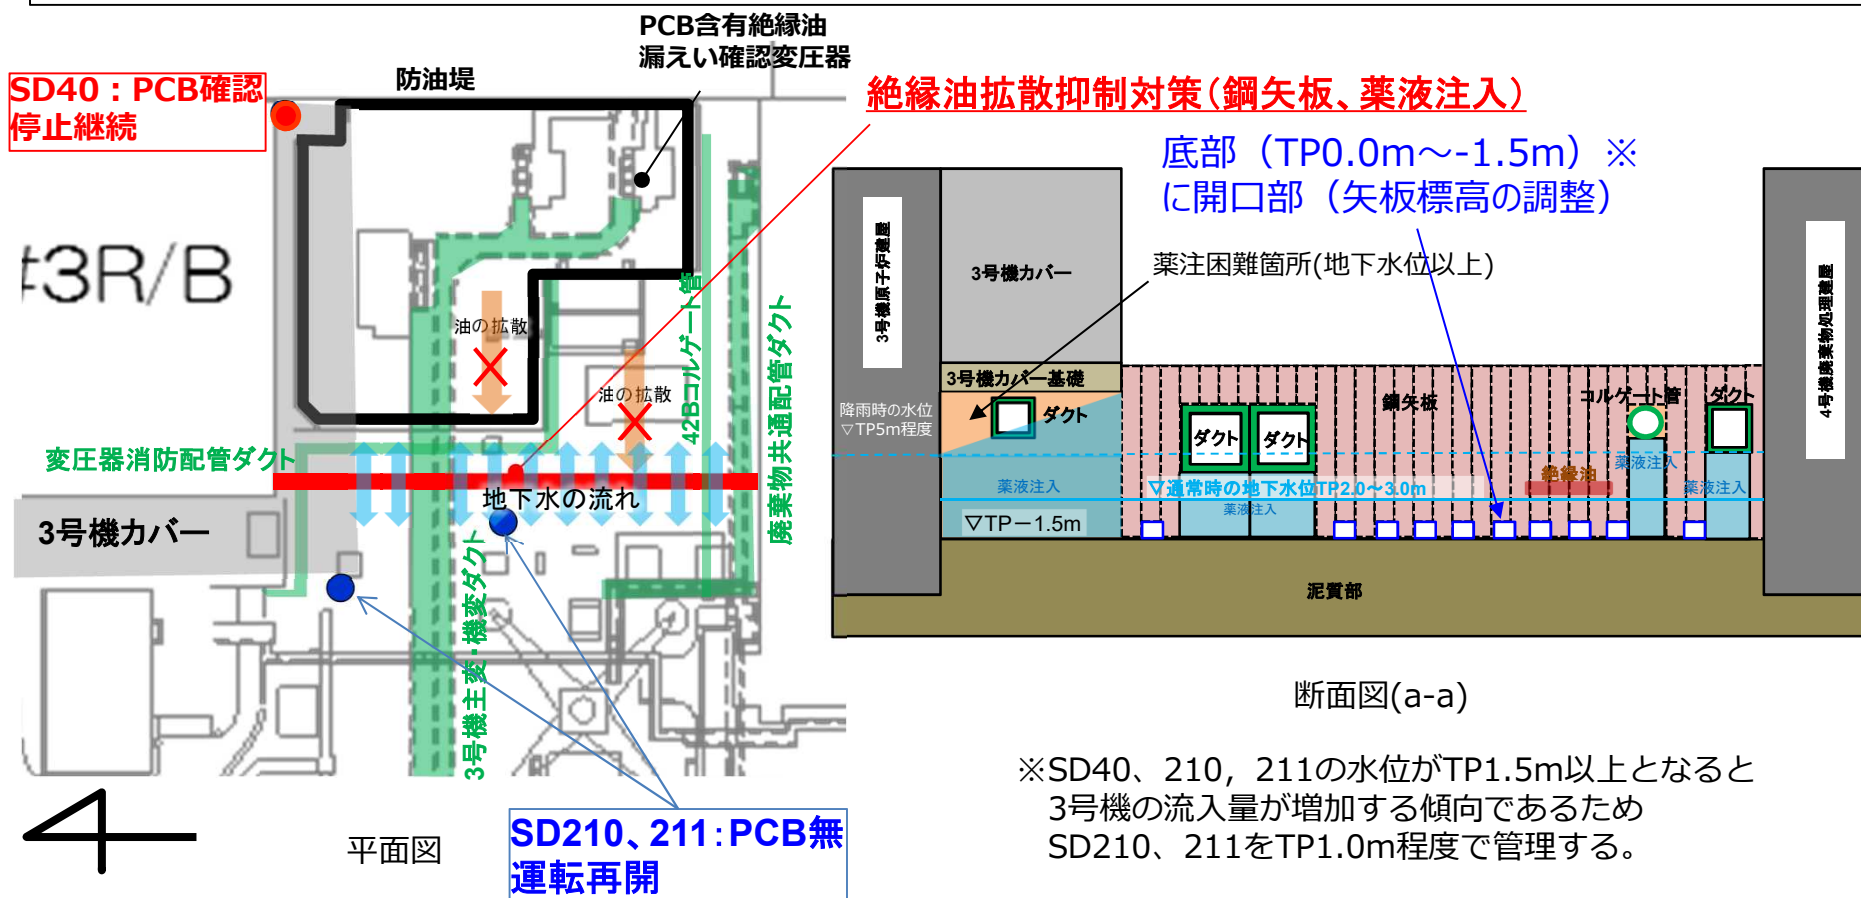 PCB含有絶縁油
漏えい確認変圧器
防油堤
SD40：PCB確認
停止継続
絶縁油拡散抑制対策(鋼矢板、薬液注入)
底部（TP0.0m～-1.5m）※
に開口部（矢板標高の調整）
薬注困難箇所(地下水位以上)
3R/B
油の拡散
油の拡散
42Bコルゲート管
廃棄物共通配管ダクト
変圧器消防配管ダクト
地下水の流れ
3号機カバー
3号機主変・機変ダクト
平面図
SD210、211:PCB無
運転再開
3号機原子炉建屋
3号機カバー
3号機カバー基礎
4号機廃棄物処理建屋
降雨時の水位
▽TP5m程度
ダクト
ダクト
ダクト
鋼矢板
コルゲート管
ダクト
絶縁油
薬液注入
薬液注入
薬液注入
薬液注入
▽通常時の地下水位TP2.0～3.0m
▽TP－1.5m
泥質部
断面図(a-a)
※SD40、210，211の水位がTP1.5m以上となると
3号機の流入量が増加する傾向であるため
SD210、211をTP1.0m程度で管理する。